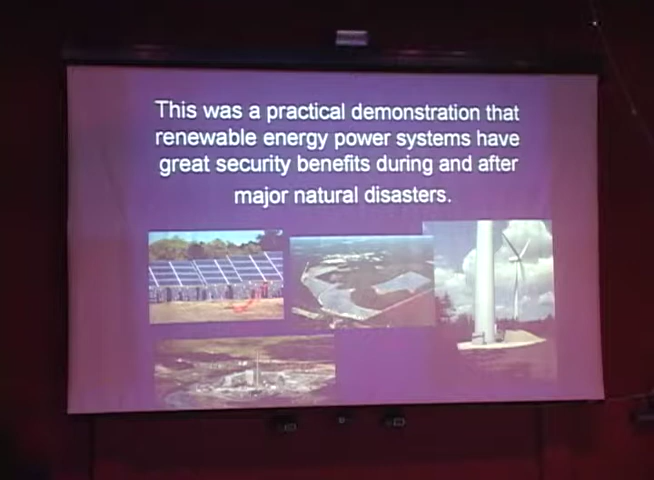 This was a practical demonstration that
renewable energy power systems have
great security benefits during and after
major natural disasters.